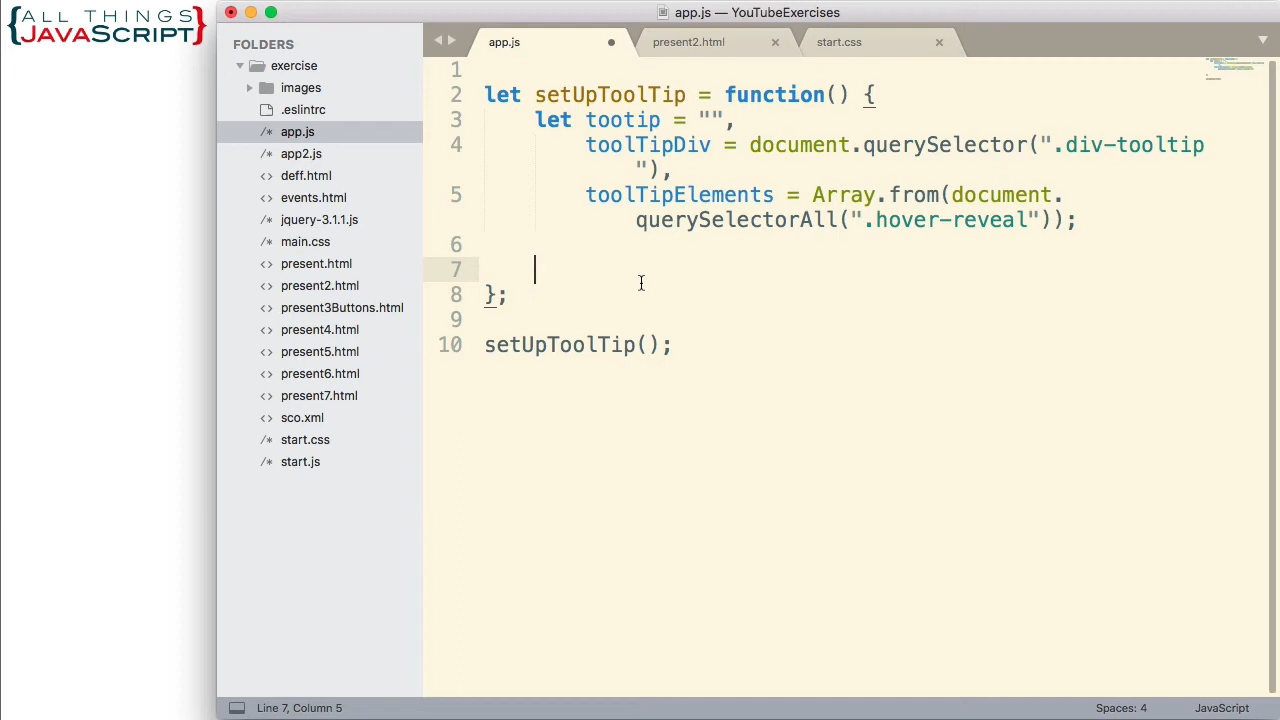 ALL THINGS
JAVASCRIPT
app.js — YouTubeExercises
FOLDERS
exercise
images
.eslintrc
app.js
app2.js
deff.html
events.html
jquery-3.1.1.js
main.css
present.html
present2.html
present3Buttons.html
present4.html
present5.html
present6.html
present7.html
sco.xml
start.css
start.js
app.js
present2.html
start.css
1
2 let setUpToolTip = function() {
3 let tootip = "",
4 toolTipDiv = document.querySelector(".div-tooltip
"),
5 toolTipElements = Array.from(document.
querySelectorAll(".hover-reveal"));
6
7
8 };
9
10 setUpToolTip();
Line 7, Column 5
Spaces: 4
JavaScript